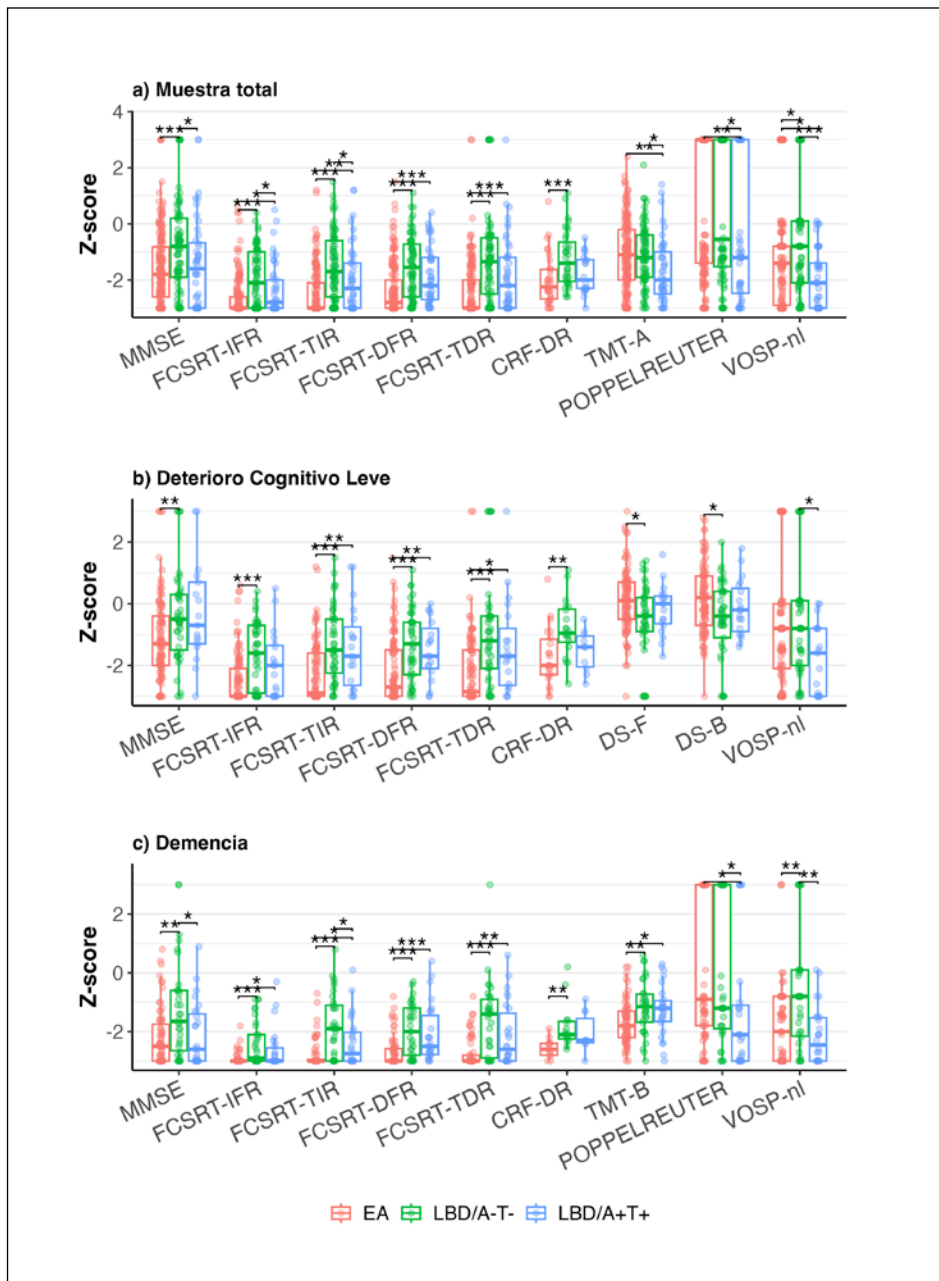 a) Muestra total
Z-score
4
2
0
-2
*** * *** * *** ** * *** *** *** *** *** ** * ** * * * ***
MMSE FCSRT-IFR FCSRT-TIR FCSRT-DFR FCSRT-TDR CRF-DR TMT-A POPPELREUTER VOSP-nl
b) Deterioro Cognitivo Leve
Z-score
2
0
-2
** *** *** ** *** ** *** * ** * * *
MMSE FCSRT-IFR FCSRT-TIR FCSRT-DFR FCSRT-TDR CRF-DR DS-F DS-B VOSP-nl
c) Demencia
Z-score
2
0
-2
** * *** * *** * * *** *** *** ** ** ** * * * ** **
MMSE FCSRT-IFR FCSRT-TIR FCSRT-DFR FCSRT-TDR CRF-DR TMT-B POPPELREUTER VOSP-nl
EA LBD/A-T- LBD/A+T+